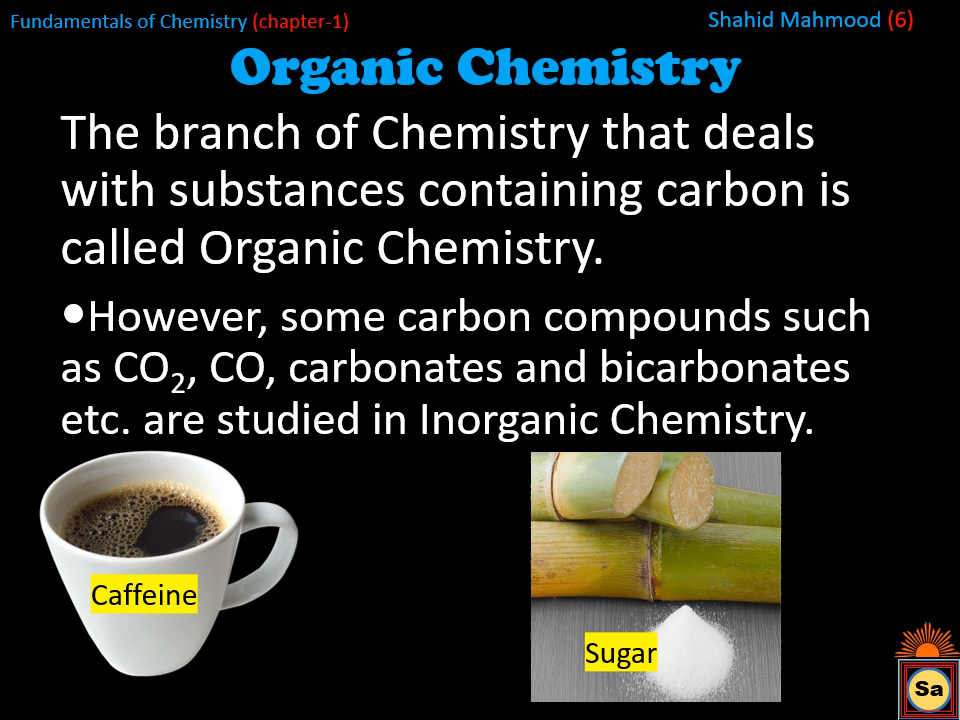 Fundamentals of Chemistry (chapter-1)
Shahid Mahmood (6)
Organic Chemistry
The branch of Chemistry that deals
with substances containing carbon is
called Organic Chemistry.
•However, some carbon compounds such
as CO₂, CO, carbonates and bicarbonates
etc. are studied in Inorganic Chemistry.
Caffeine
Sugar
Sa